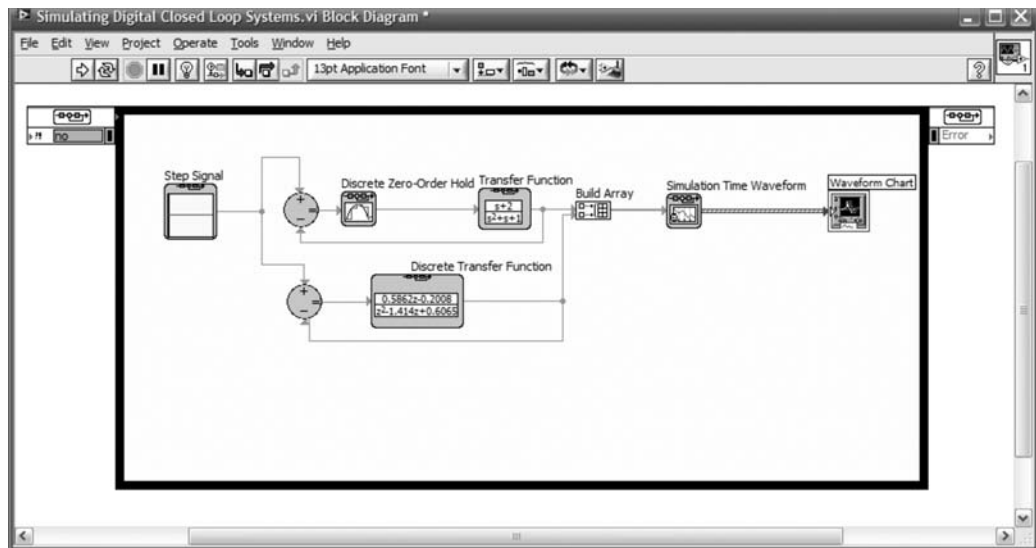 Simulating Digital Closed Loop Systems.vi Block Diagram *
File Edit View Project Operate Tools Window Help
13pt Application Font
1
no
Error
Step Signal
Discrete Zero-Order Hold
Transfer Function
s+2
s²+s+1
Build Array
Simulation Time Waveform
Waveform Chart
+
−
=
Discrete Transfer Function
0.5862z-0.2008
z²-1.414z+0.6065
+
−
=